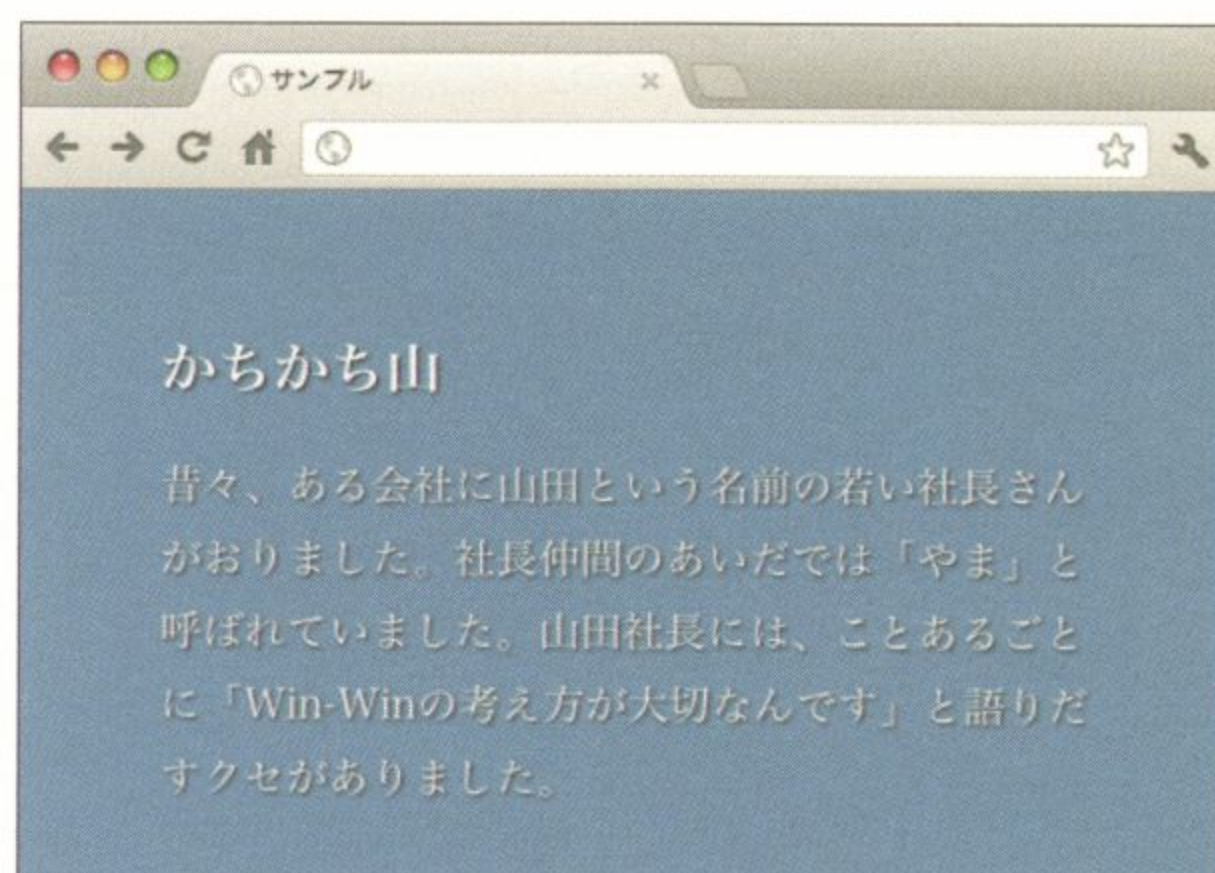 サンプル
かちかち山
昔々、ある会社に山田という名前の若い社長さん
がおりました。社長仲間のあいだでは「やま」と
呼ばれていました。山田社長には、ことあるごと
に「Win-Winの考え方が大切なんです」と語りだ
すクセがありました。